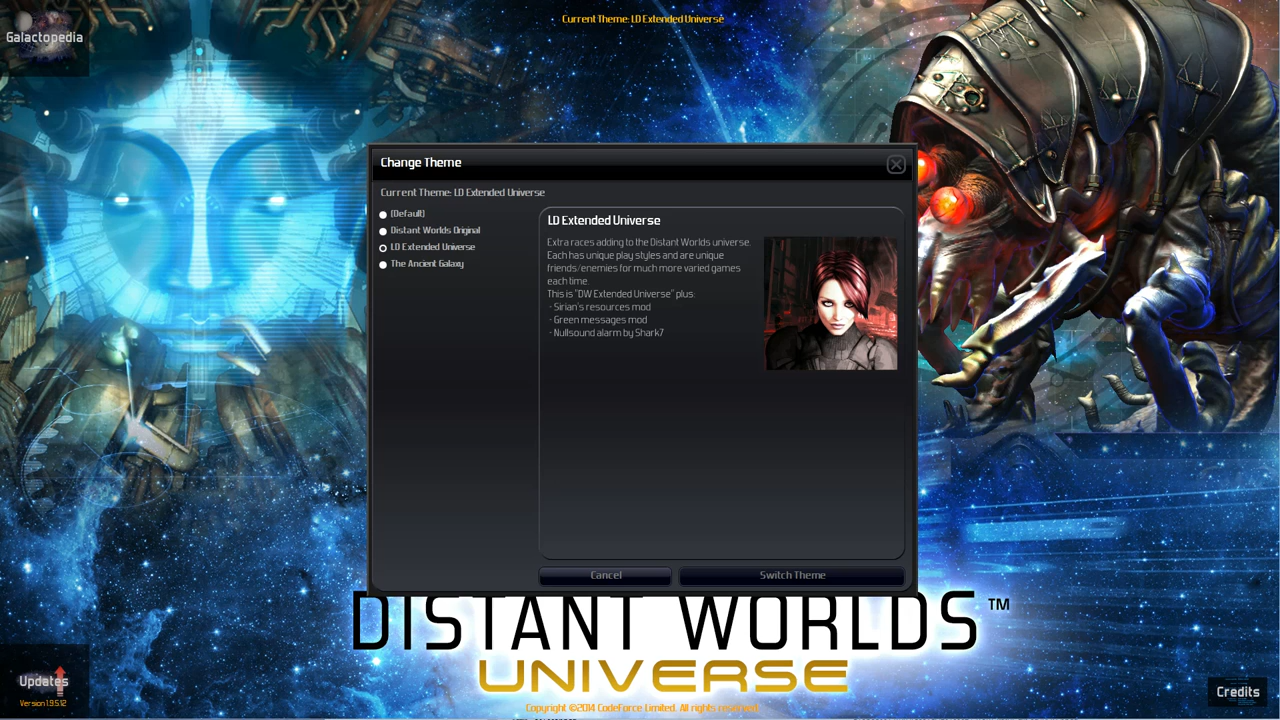 Galactopedia
Current Theme: LD Extended Universe
Change Theme
Current Theme: LD Extended Universe
(Default)
Distant Worlds Original
LD Extended Universe
The Ancient Galaxy
LD Extended Universe
Extra races adding to the Distant Worlds universe.
Each has unique play styles and are unique
friends/enemies for much more varied games
each time.
This is "DW Extended Universe" plus:
- Sirian's resources mod
- Green messages mod
- Nullsound alarm by Shark7
Cancel
Switch Theme
DISTANT WORLDS™
UNIVERSE
Updates
Version 1.9.5.12
Credits
Copyright ©2014 CodeForce Limited. All rights reserved.